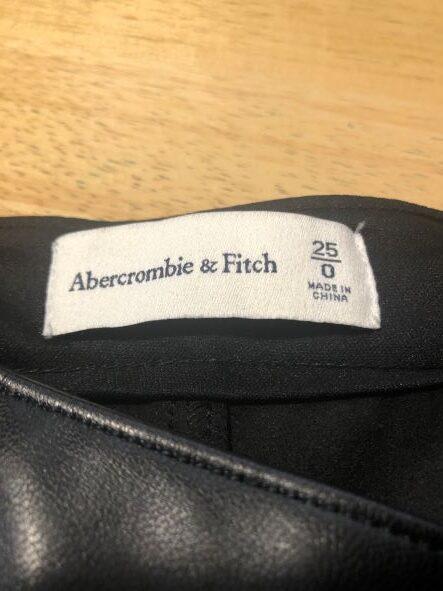 Abercrombie & Fitch
25
0
MADE IN
CHINA